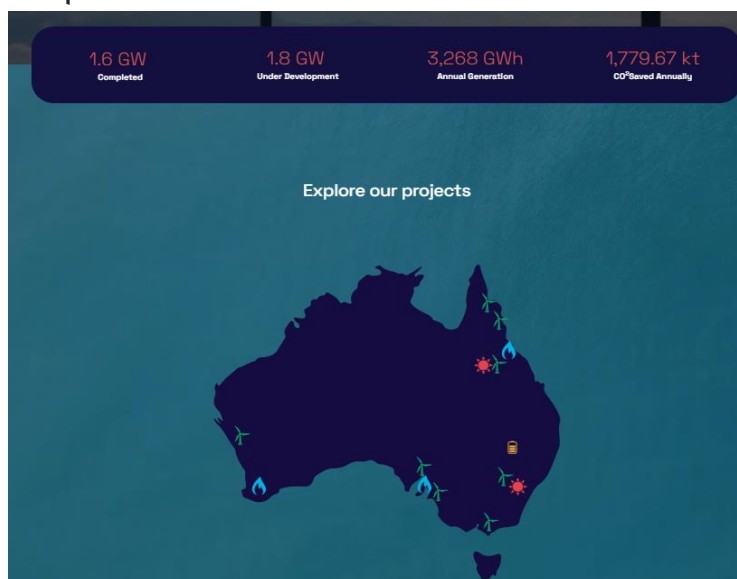 1.6 GW
Completed
1.8 GW
Under Development
3,268 GWh
Annual Generation
1,779.67 kt
CO²Saved Annually
Explore our projects